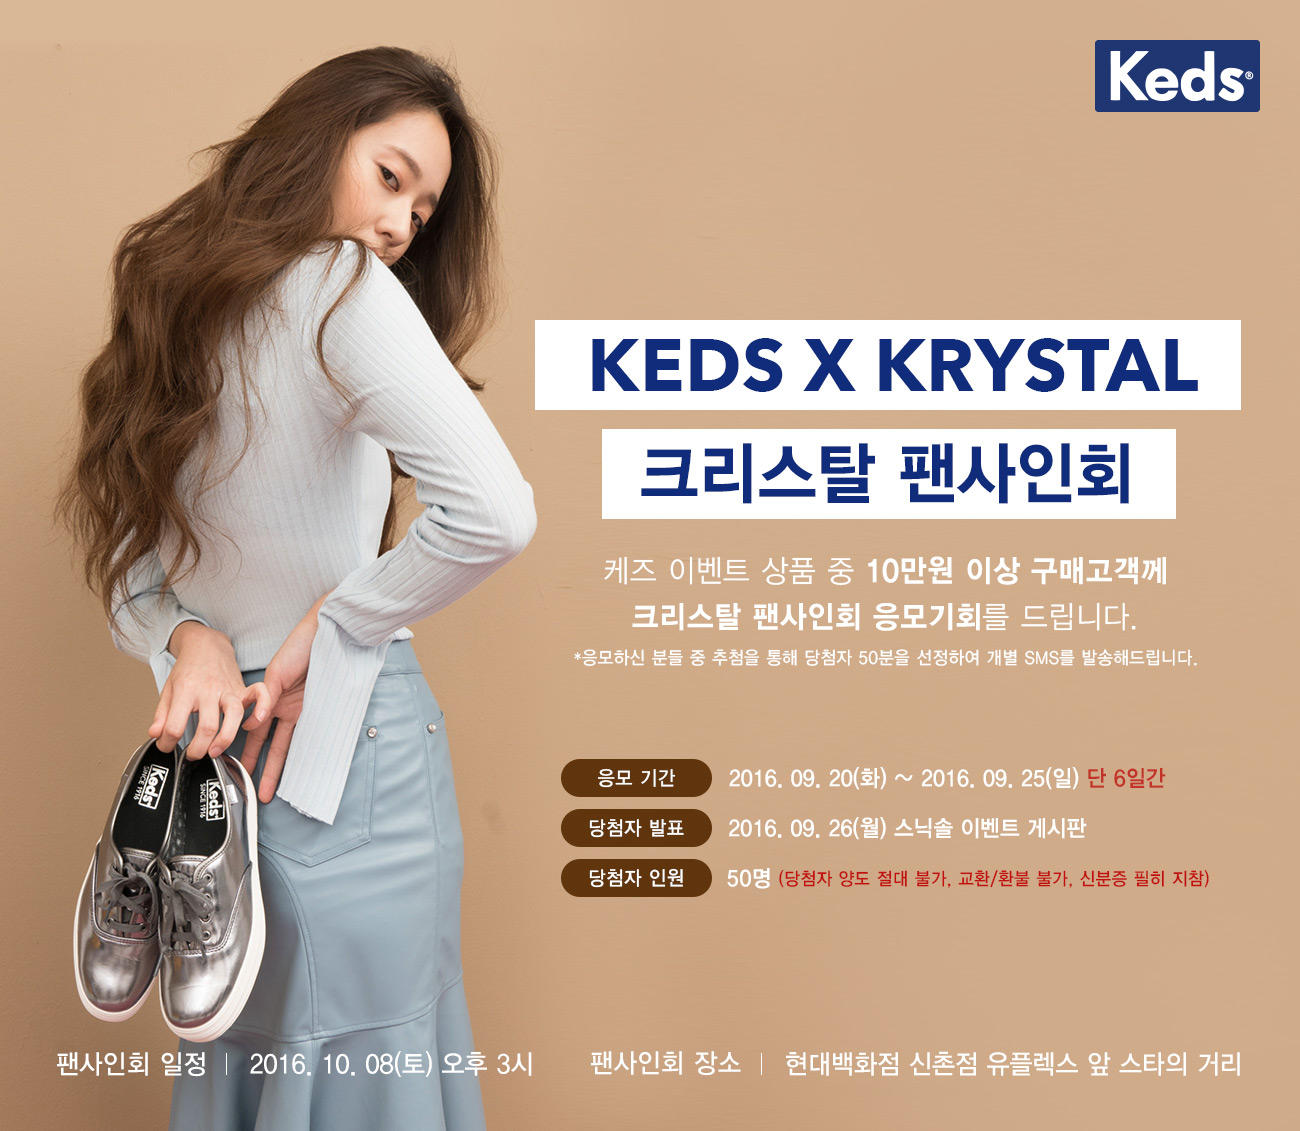 Keds®
KEDS X KRYSTAL
크리스탈 팬사인회
케즈 이벤트 상품 중 10만원 이상 구매고객께
크리스탈 팬사인회 응모기회를 드립니다.
*응모하신 분들 중 추첨을 통해 당첨자 50분을 선정하여 개별 SMS를 발송해드립니다.
응모 기간 2016. 09. 20(화) ~ 2016. 09. 25(일) 단 6일간
당첨자 발표 2016. 09. 26(월) 스닉솔 이벤트 게시판
당첨자 인원 50명 (당첨자 양도 절대 불가, 교환/환불 불가, 신분증 필히 지참)
Keds
SINCE 1916
Keds
SINCE 1916
팬사인회 일정 | 2016. 10. 08(토) 오후 3시
팬사인회 장소 | 현대백화점 신촌점 유플렉스 앞 스타의 거리